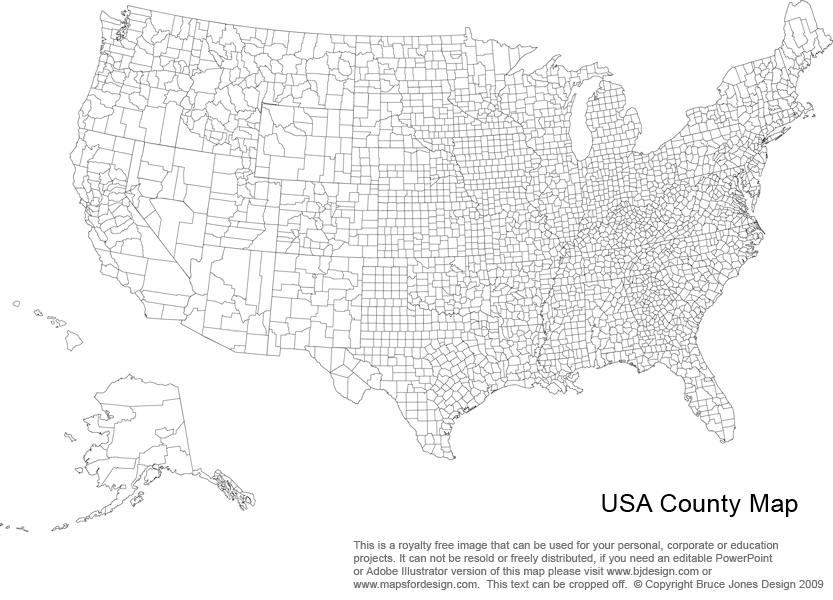 USA County Map
This is a royalty free image that can be used for your personal, corporate or education
projects. It can not be resold or freely distributed, if you need an editable PowerPoint
or Adobe Illustrator version of this map please visit www.bjdesign.com or
www.mapsfordesign.com.  This text can be cropped off.  © Copyright Bruce Jones Design 2009